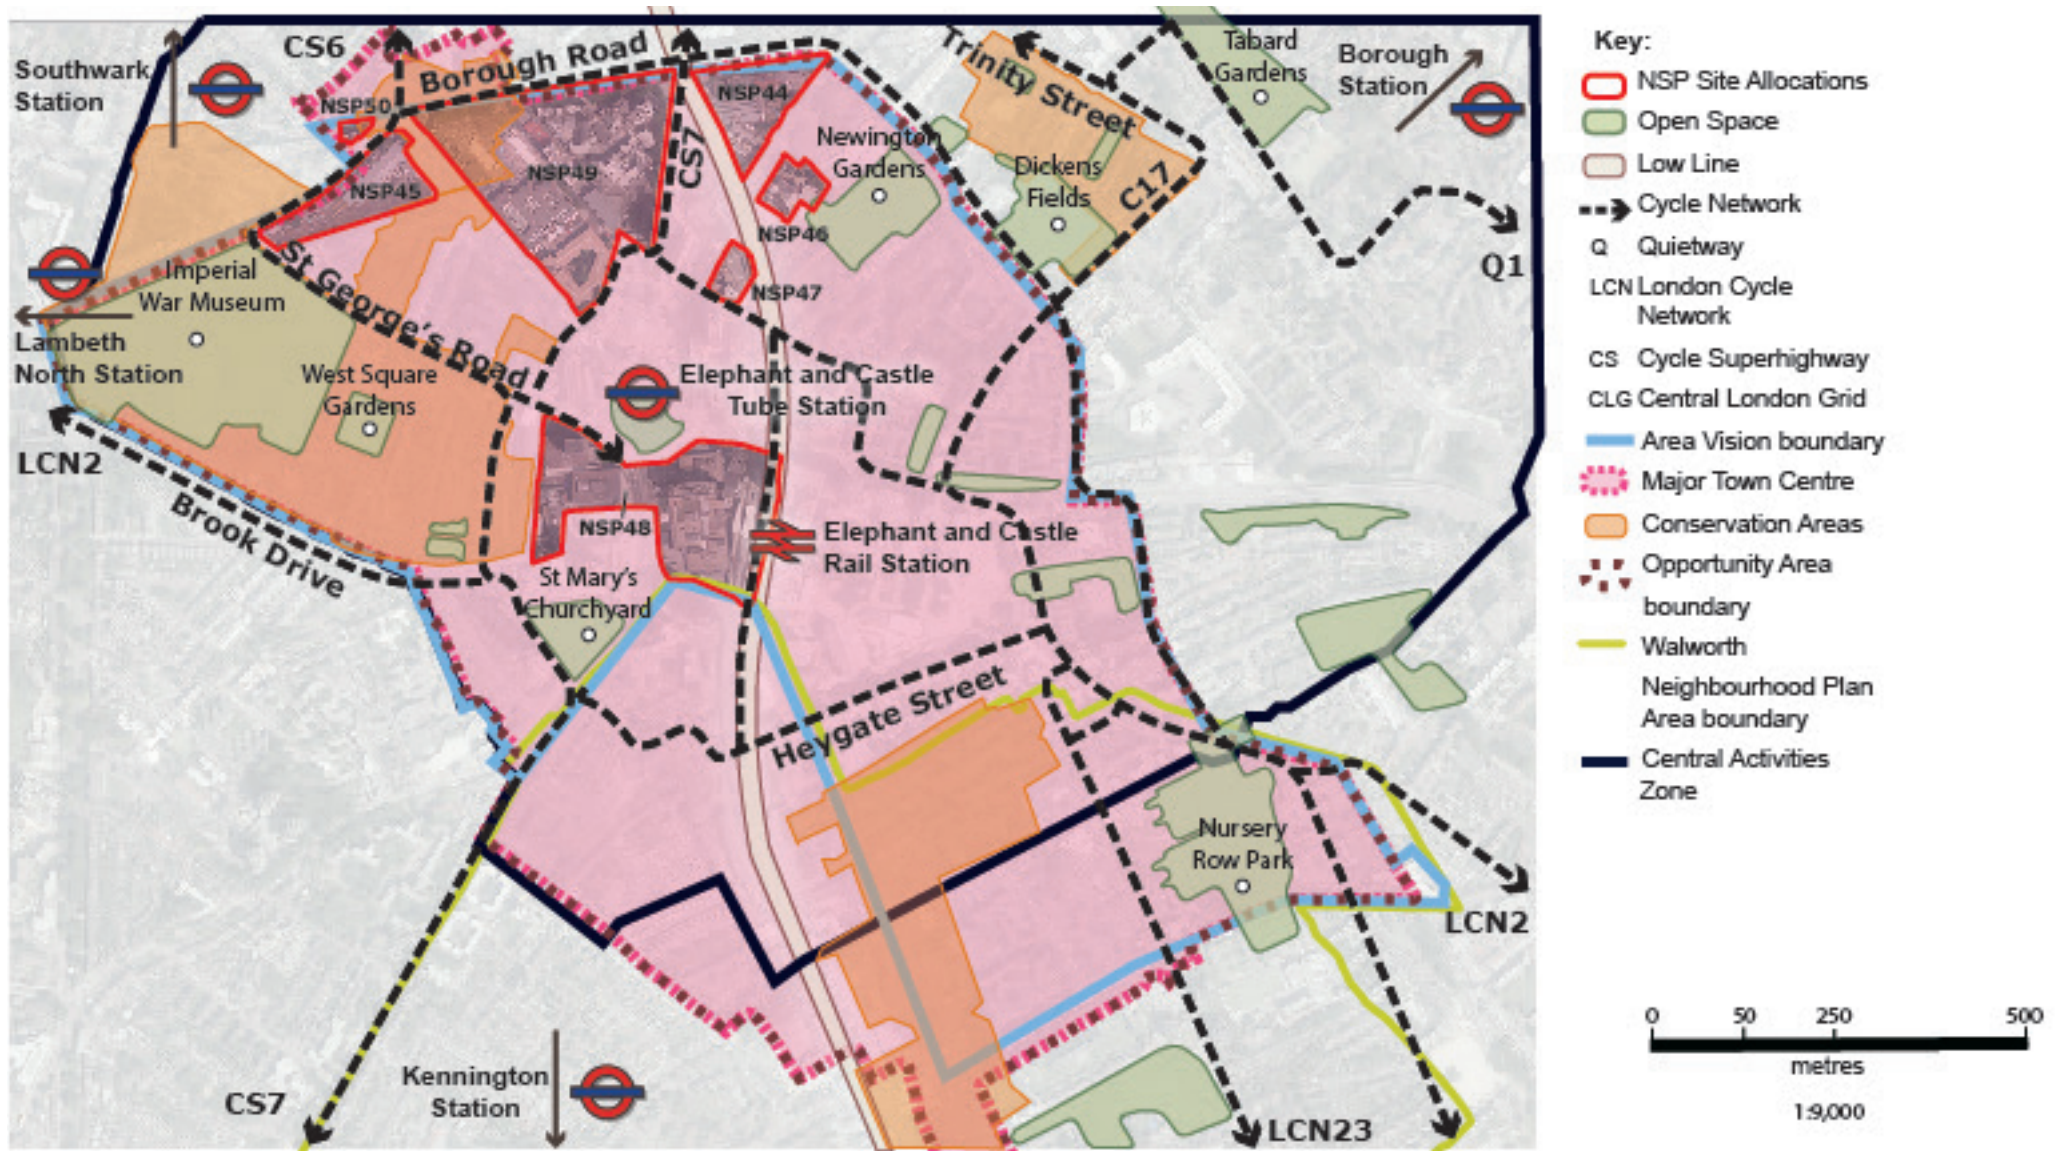 CS6
Borough Road
Southwark
Station
NSP50
NSP44
Trinity Street
Tabard
Gardens
Borough
Station
NSP45
NSP49
CS7
Newington
Gardens
Dickens
Fields
C17
NSP46
NSP47
Q1
Imperial
War Museum
St George's Road
Lambeth
North Station
West Square
Gardens
Elephant and Castle
Tube Station
LCN2
Brook Drive
NSP48
Elephant and Castle
Rail Station
St Mary's
Churchyard
Heygate Street
Nursery
Row Park
LCN2
Kennington
Station
CS7
LCN23
Key:
NSP Site Allocations
Open Space
Low Line
Cycle Network
Q Quietway
LCN London Cycle
Network
CS Cycle Superhighway
CLG Central London Grid
Area Vision boundary
Major Town Centre
Conservation Areas
Opportunity Area
boundary
Walworth
Neighbourhood Plan
Area boundary
Central Activities
Zone
0 50 250 500
metres
1:9,000